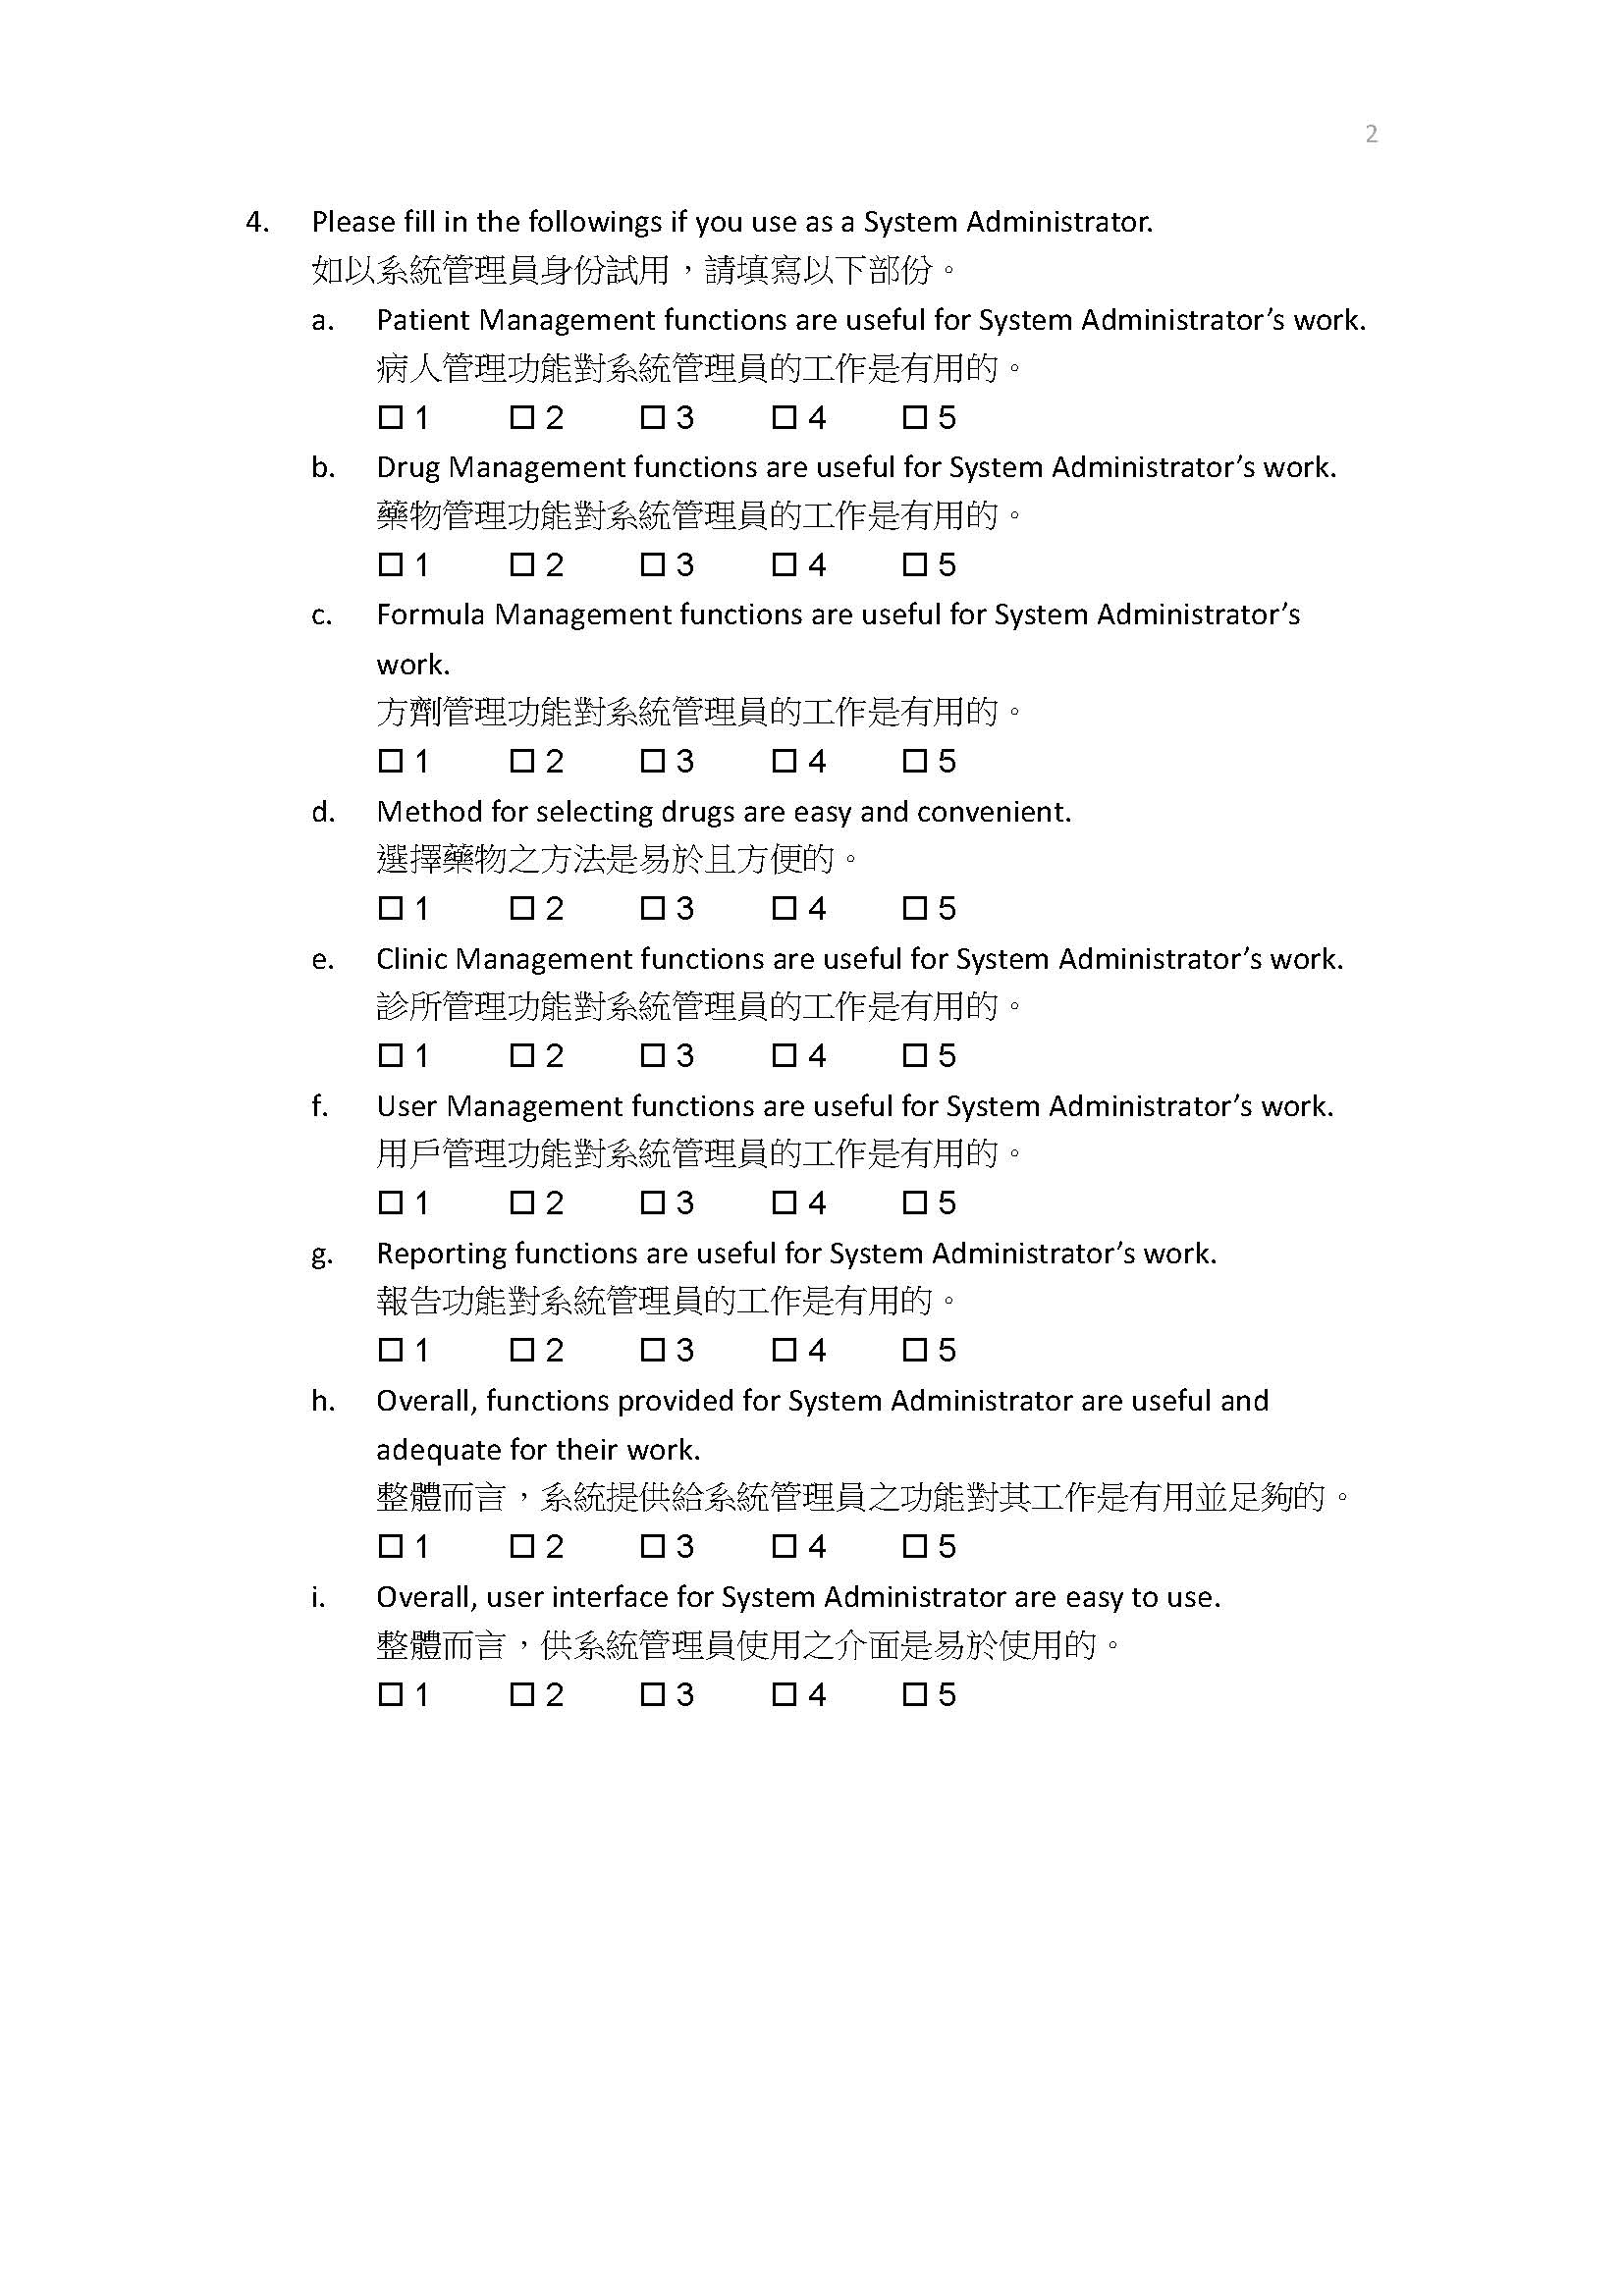 2
4. Please fill in the followings if you use as a System Administrator.
如以系統管理員身份試用，請填寫以下部份。
a. Patient Management functions are useful for System Administrator’s work.
病人管理功能對系統管理員的工作是有用的。
□ 1 □ 2 □ 3 □ 4 □ 5
b. Drug Management functions are useful for System Administrator’s work.
藥物管理功能對系統管理員的工作是有用的。
□ 1 □ 2 □ 3 □ 4 □ 5
c. Formula Management functions are useful for System Administrator’s
work.
方劑管理功能對系統管理員的工作是有用的。
□ 1 □ 2 □ 3 □ 4 □ 5
d. Method for selecting drugs are easy and convenient.
選擇藥物之方法是易於且方便的。
□ 1 □ 2 □ 3 □ 4 □ 5
e. Clinic Management functions are useful for System Administrator’s work.
診所管理功能對系統管理員的工作是有用的。
□ 1 □ 2 □ 3 □ 4 □ 5
f. User Management functions are useful for System Administrator’s work.
用戶管理功能對系統管理員的工作是有用的。
□ 1 □ 2 □ 3 □ 4 □ 5
g. Reporting functions are useful for System Administrator’s work.
報告功能對系統管理員的工作是有用的。
□ 1 □ 2 □ 3 □ 4 □ 5
h. Overall, functions provided for System Administrator are useful and
adequate for their work.
整體而言，系統提供給系統管理員之功能對其工作是有用並足夠的。
□ 1 □ 2 □ 3 □ 4 □ 5
i. Overall, user interface for System Administrator are easy to use.
整體而言，供系統管理員使用之介面是易於使用的。
□ 1 □ 2 □ 3 □ 4 □ 5